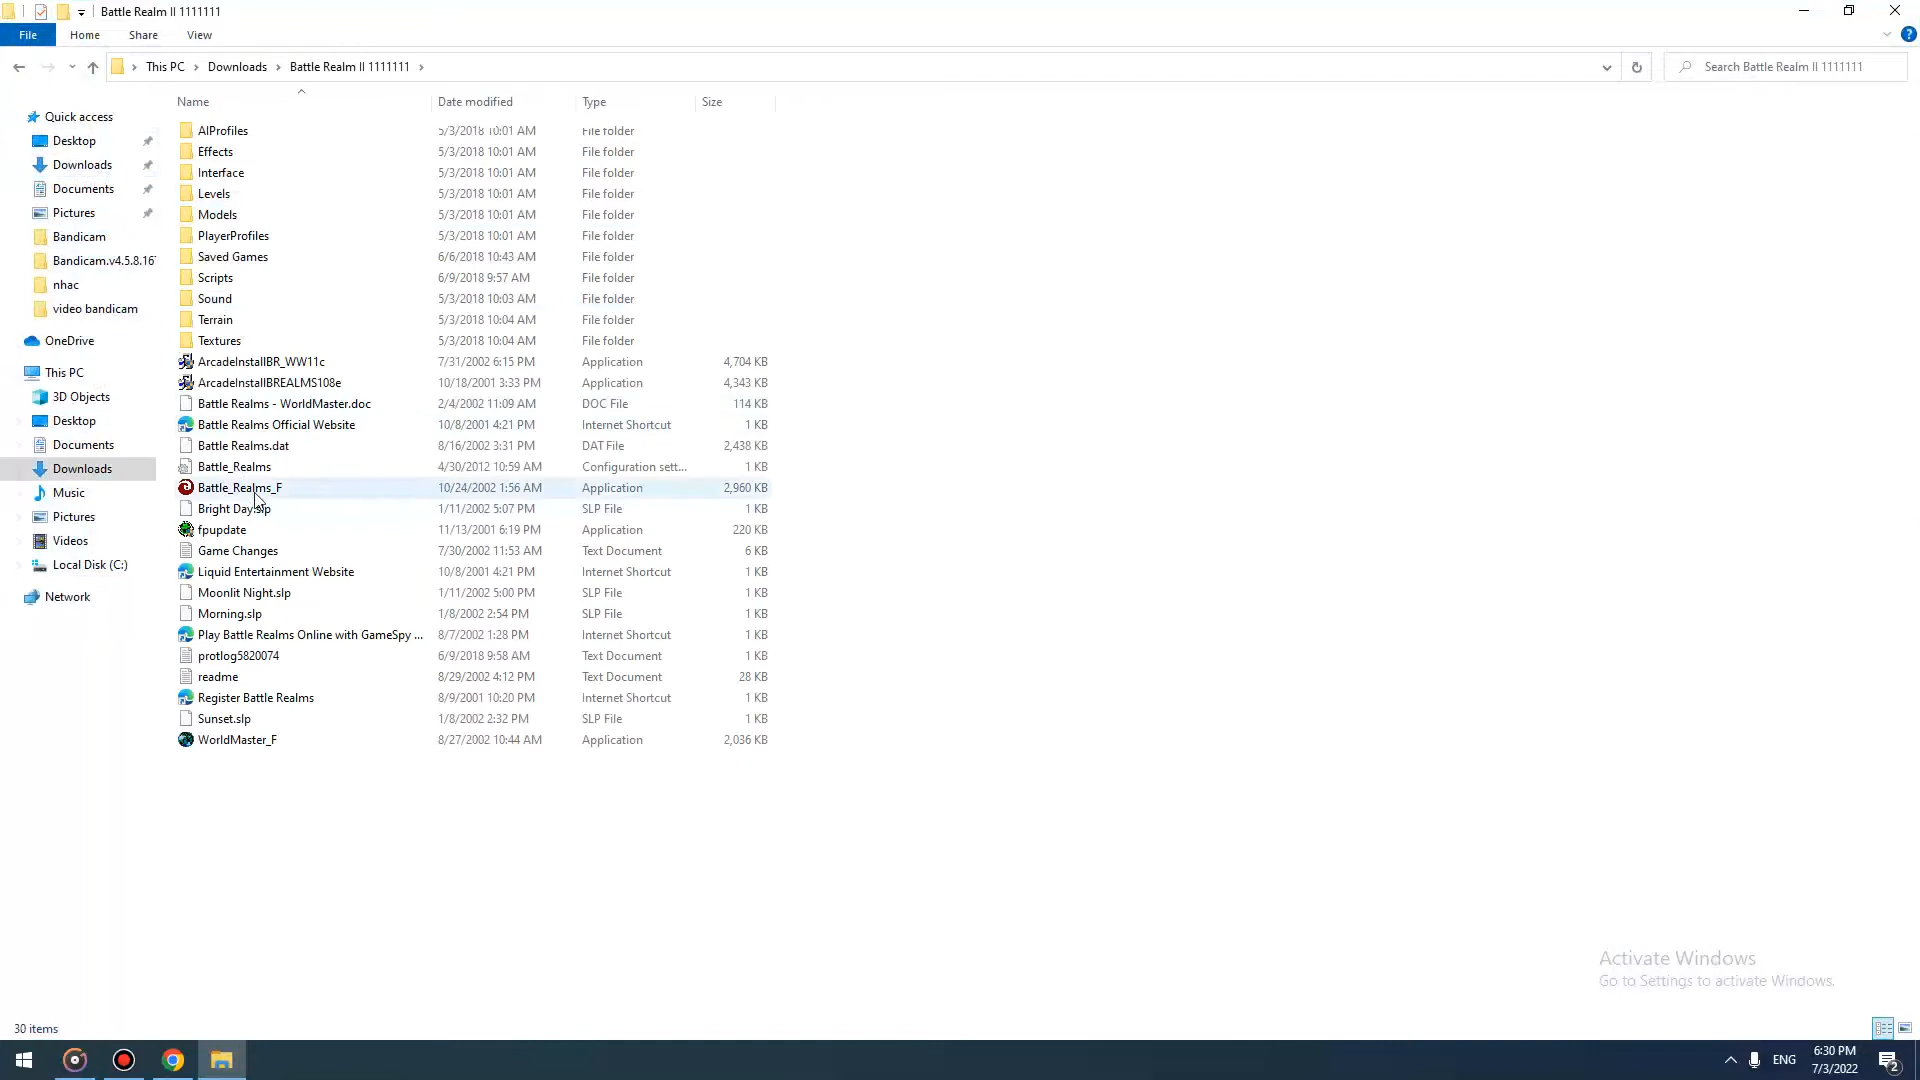 Battle Realm II 1111111
File Home Share View
This PC Downloads Battle Realm II 1111111
Search Battle Realm II 1111111
Name Date modified Type Size
Quick access
Desktop
Downloads
Documents
Pictures
Bandicam
Bandicam.v4.5.8.16
nhac
video bandicam
OneDrive
This PC
3D Objects
Desktop
Documents
Downloads
Music
Pictures
Videos
Local Disk (C:)
Network
AIProfiles 5/3/2018 10:01 AM File folder
Effects 5/3/2018 10:01 AM File folder
Interface 5/3/2018 10:01 AM File folder
Levels 5/3/2018 10:01 AM File folder
Models 5/3/2018 10:01 AM File folder
PlayerProfiles 5/3/2018 10:01 AM File folder
Saved Games 6/6/2018 10:43 AM File folder
Scripts 6/9/2018 9:57 AM File folder
Sound 5/3/2018 10:03 AM File folder
Terrain 5/3/2018 10:04 AM File folder
Textures 5/3/2018 10:04 AM File folder
ArcadeInstallBR_WW11c 7/31/2002 6:15 PM Application 4,704 KB
ArcadeInstallBREALMS108e 10/18/2001 3:33 PM Application 4,343 KB
Battle Realms - WorldMaster.doc 2/4/2002 11:09 AM DOC File 114 KB
Battle Realms Official Website 10/8/2001 4:21 PM Internet Shortcut 1 KB
Battle Realms.dat 8/16/2002 3:31 PM DAT File 2,438 KB
Battle_Realms 4/30/2012 10:59 AM Configuration sett... 1 KB
Battle_Realms_F 10/24/2002 1:56 AM Application 2,960 KB
Bright Day.slp 1/11/2002 5:07 PM SLP File 1 KB
fpupdate 11/13/2001 6:19 PM Application 220 KB
Game Changes 7/30/2002 11:53 AM Text Document 6 KB
Liquid Entertainment Website 10/8/2001 4:21 PM Internet Shortcut 1 KB
Moonlit Night.slp 1/11/2002 5:00 PM SLP File 1 KB
Morning.slp 1/8/2002 2:54 PM SLP File 1 KB
Play Battle Realms Online with GameSpy ... 8/7/2002 1:28 PM Internet Shortcut 1 KB
protlog5820074 6/9/2018 9:58 AM Text Document 1 KB
readme 8/29/2002 4:12 PM Text Document 28 KB
Register Battle Realms 8/9/2001 10:20 PM Internet Shortcut 1 KB
Sunset.slp 1/8/2002 2:32 PM SLP File 1 KB
WorldMaster_F 8/27/2002 10:44 AM Application 2,036 KB
Activate Windows
Go to Settings to activate Windows.
30 items
ENG
6:30 PM
7/3/2022
2